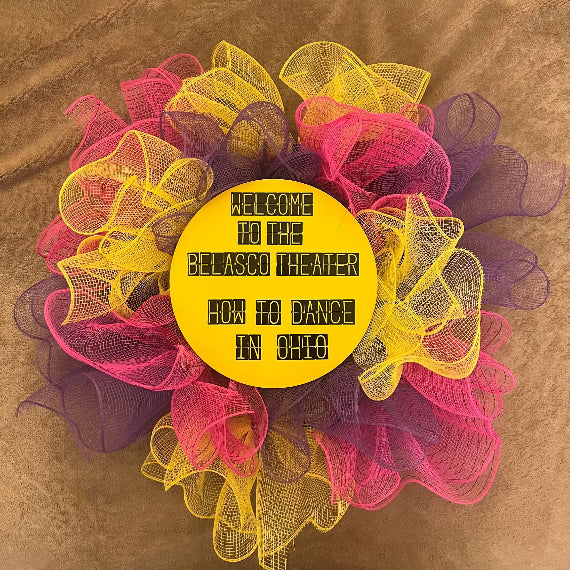 WELCOME
TO THE
BELASCO THEATER
HOW TO DANCE
IN OHIO